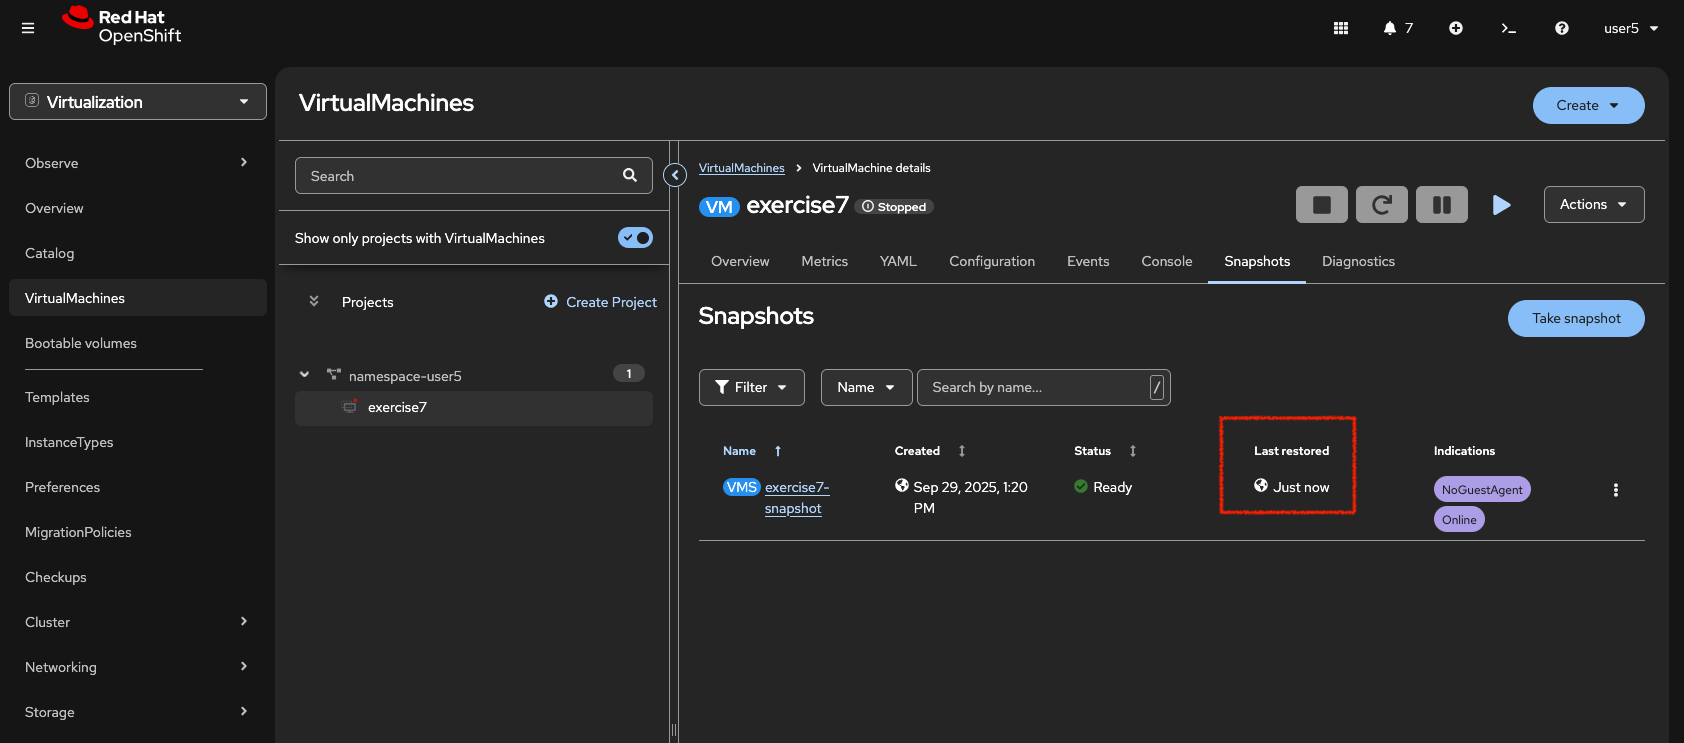 Red Hat
OpenShift
7
user5
Virtualization
Observe
Overview
Catalog
VirtualMachines
Bootable volumes
Templates
InstanceTypes
Preferences
MigrationPolicies
Checkups
Cluster
Networking
Storage
VirtualMachines
Create
Search
Show only projects with VirtualMachines
Projects
Create Project
namespace-user5
1
exercise7
VirtualMachines
VirtualMachine details
VM exercise7 Stopped
Actions
Overview Metrics YAML Configuration Events Console Snapshots Diagnostics
Snapshots
Take snapshot
Filter Name Search by name... /
Name Created Status Last restored Indications
VMS exercise7-
snapshot
Sep 29, 2025, 1:20
PM
Ready
Just now
NoGuestAgent
Online